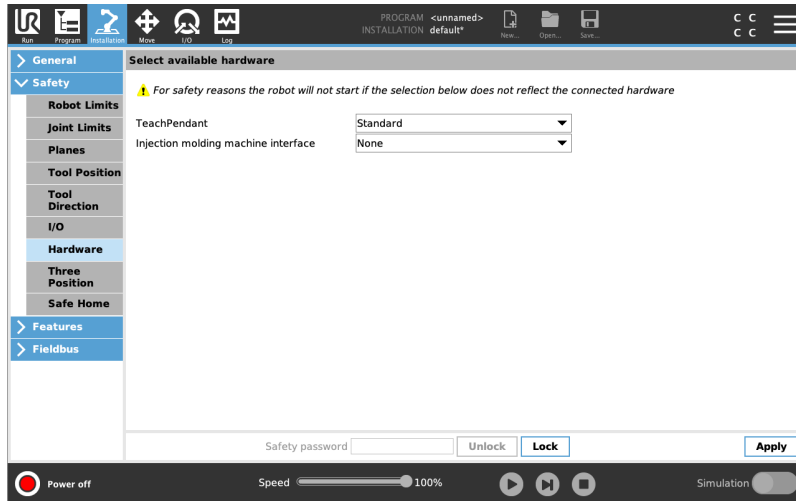 UR
Run
Program
Installation
Move
I/O
Log
PROGRAM <unnamed>
INSTALLATION default*
New...
Open...
Save...
C C
C C
General
Safety
Robot Limits
Joint Limits
Planes
Tool Position
Tool
Direction
I/O
Hardware
Three
Position
Safe Home
Features
Fieldbus
Select available hardware
For safety reasons the robot will not start if the selection below does not reflect the connected hardware
TeachPendant Standard
Injection molding machine interface None
Safety password Unlock Lock Apply
Power off Speed 100% Simulation